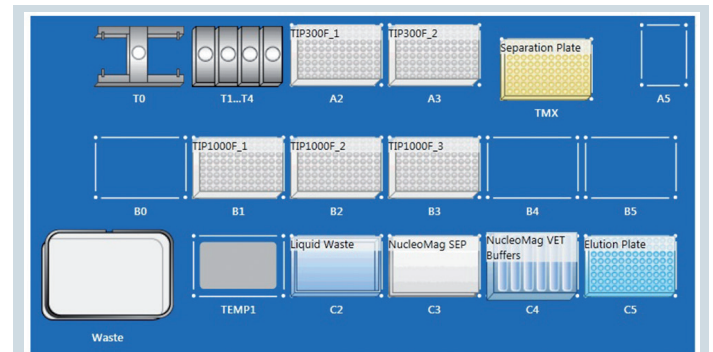 TIP300F_1
TIP300F_2
Separation Plate
T0
T1...T4
A2
A3
TMX
A5
TIP1000F_1
TIP1000F_2
TIP1000F_3
B0
B1
B2
B3
B4
B5
Liquid Waste
NucleoMag SEP
NucleoMag VET
Buffers
Elution Plate
TEMP1
C2
C3
C4
C5
Waste